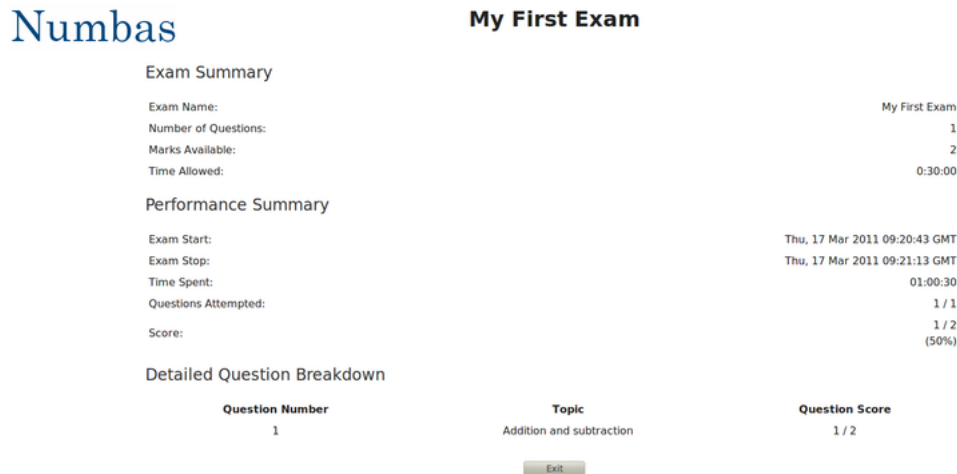 Numbas
My First Exam
Exam Summary
Exam Name: My First Exam
Number of Questions: 1
Marks Available: 2
Time Allowed: 0:30:00
Performance Summary
Exam Start: Thu, 17 Mar 2011 09:20:43 GMT
Exam Stop: Thu, 17 Mar 2011 09:21:13 GMT
Time Spent: 01:00:30
Questions Attempted: 1 / 1
Score: 1 / 2
(50%)
Detailed Question Breakdown
Question Number Topic Question Score
1 Addition and subtraction 1 / 2
Exit